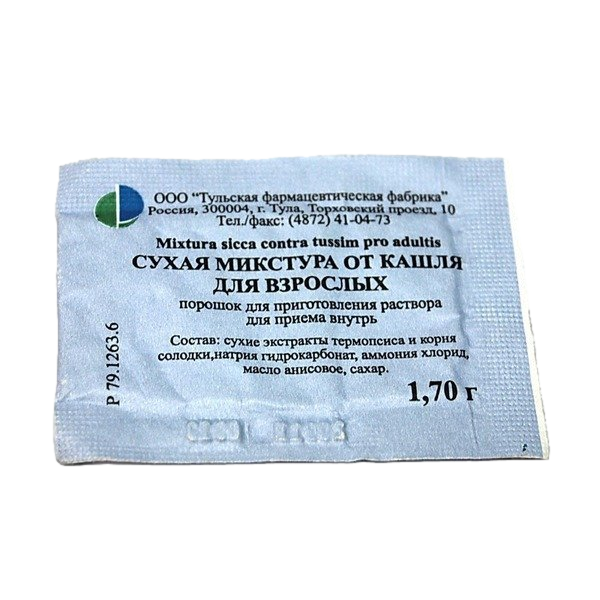 ООО "Тульская фармацевтическая фабрика"
Россия, 300004, г. Тула, Торховский проезд, 10
Тел./факс: (4872) 41-04-73
Mixtura sicca contra tussim pro adultis
СУХАЯ МИКСТУРА ОТ КАШЛЯ
ДЛЯ ВЗРОСЛЫХ
порошок для приготовления раствора
для приема внутрь
Состав: сухие экстракты термопсиса и корня
солодки,натрия гидрокарбонат, аммония хлорид,
масло анисовое, сахар.
1,70 г
Р 79.1263.6